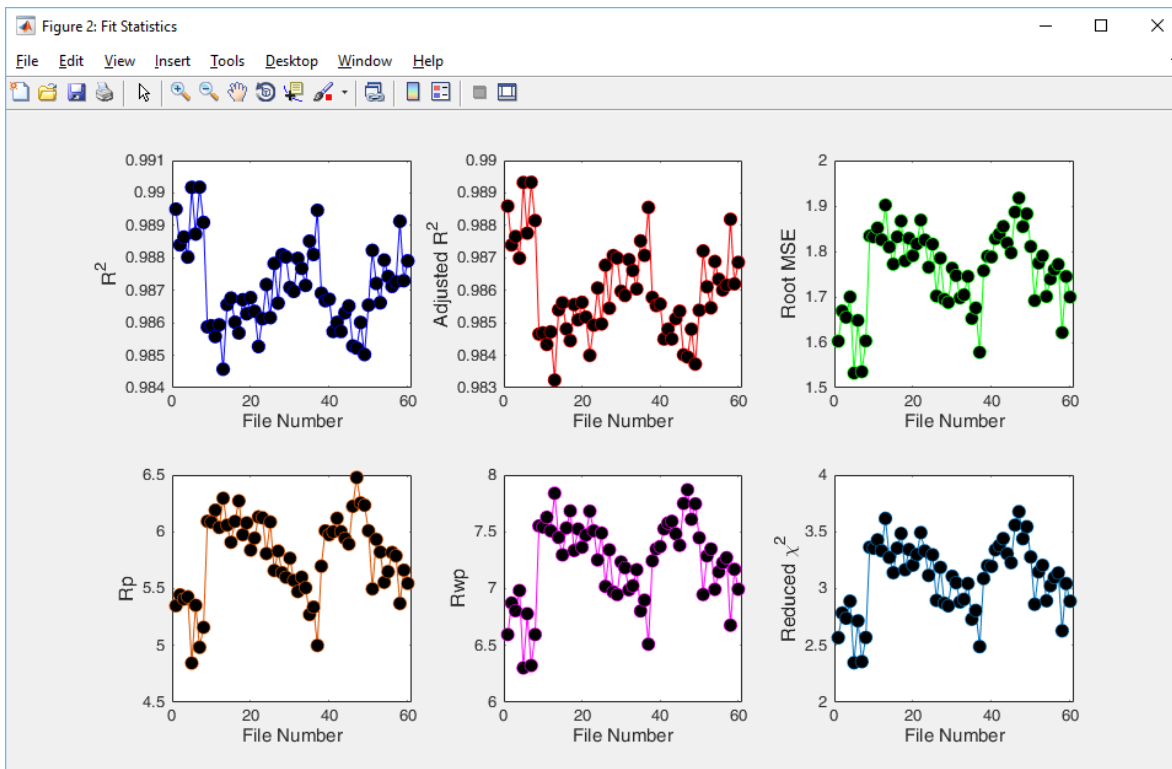 Figure 2: Fit Statistics
File Edit View Insert Tools Desktop Window Help
0.991
0.99
0.989
0.988
0.987
0.986
0.985
0.984
R²
0 20 40 60
File Number
0.99
0.989
0.988
0.987
0.986
0.985
0.984
0.983
Adjusted R²
0 20 40 60
File Number
2
1.9
1.8
1.7
1.6
1.5
Root MSE
0 20 40 60
File Number
6.5
6
5.5
5
4.5
Rp
0 20 40 60
File Number
8
7.5
7
6.5
6
Rwp
0 20 40 60
File Number
4
3.5
3
2.5
2
Reduced χ²
0 20 40 60
File Number